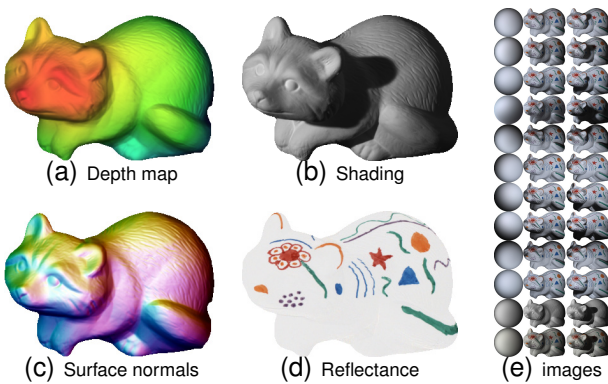 (a) Depth map
(b) Shading
(c) Surface normals
(d) Reflectance
(e) images